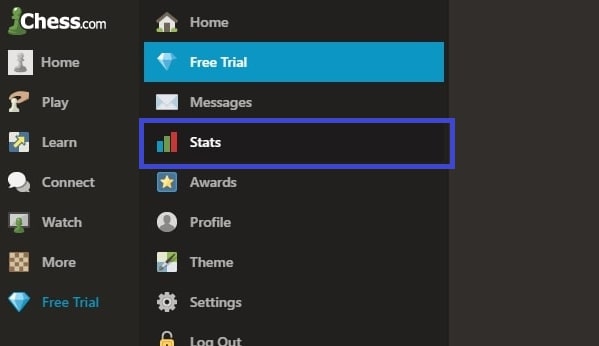 Chess.com
Home
Play
Learn
Connect
Watch
More
Free Trial
Home
Free Trial
Messages
Stats
Awards
Profile
Theme
Settings
Log Out